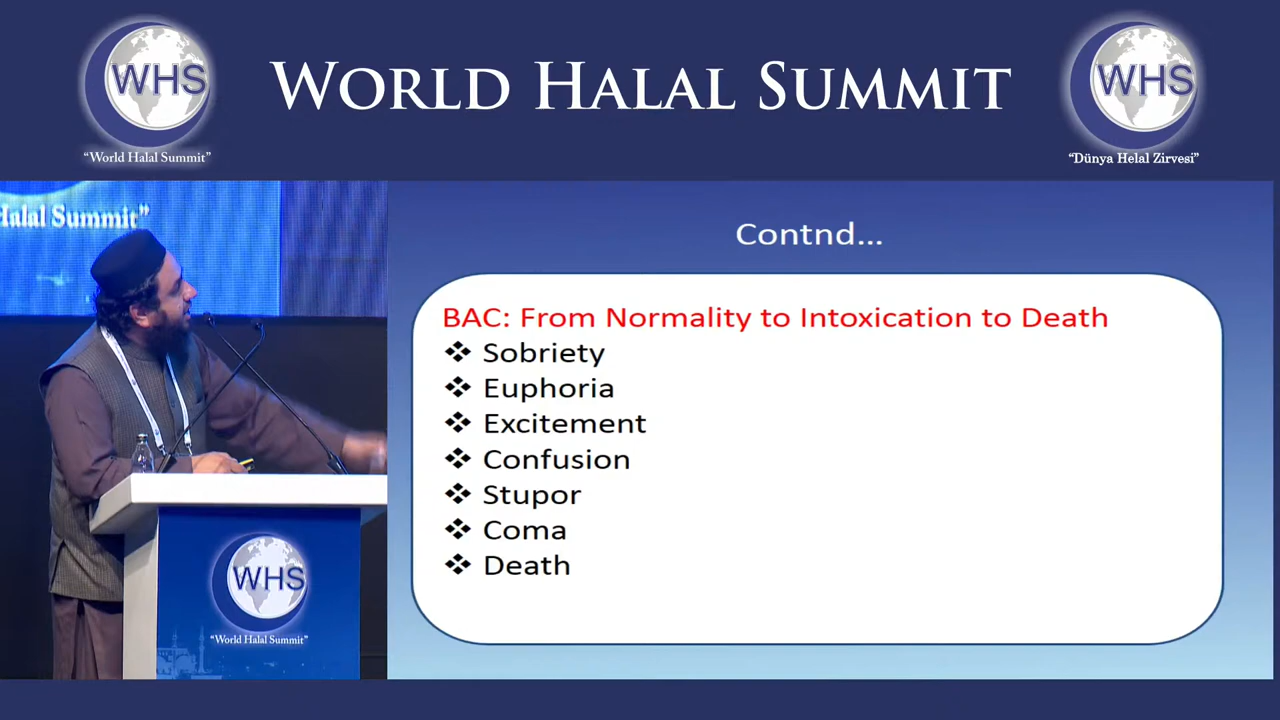 WHS
"World Halal Summit"
WORLD HALAL SUMMIT
WHS
"Dünya Helal Zirvesi"
Halal Summit"
WHS
"World Halal Summit"
Contnd...
BAC: From Normality to Intoxication to Death
❖ Sobriety
❖ Euphoria
❖ Excitement
❖ Confusion
❖ Stupor
❖ Coma
❖ Death